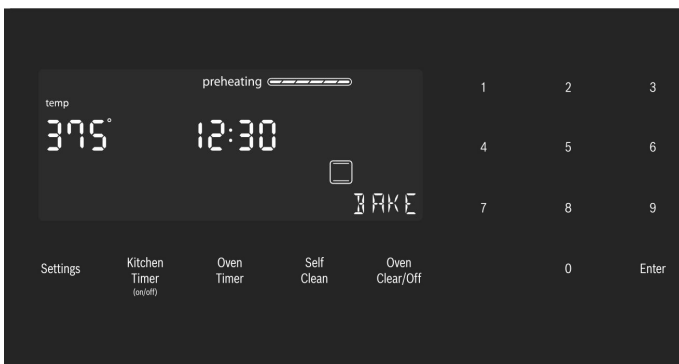 preheating
temp
375°
12:30
BAKE
1 2 3
4 5 6
7 8 9
0 Enter
Settings
Kitchen
Timer
(on/off)
Oven
Timer
Self
Clean
Oven
Clear/Off